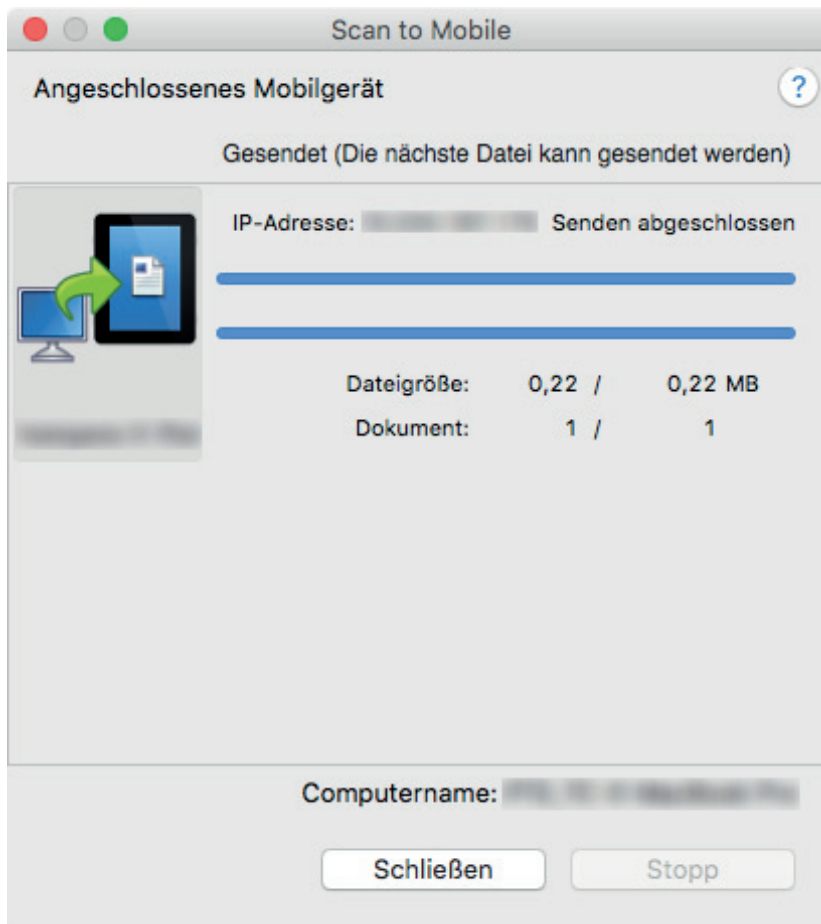 Scan to Mobile
Angeschlossenes Mobilgerät
?
Gesendet (Die nächste Datei kann gesendet werden)
IP-Adresse: Senden abgeschlossen
Dateigröße: 0,22 / 0,22 MB
Dokument: 1 / 1
Computername:
Schließen Stopp